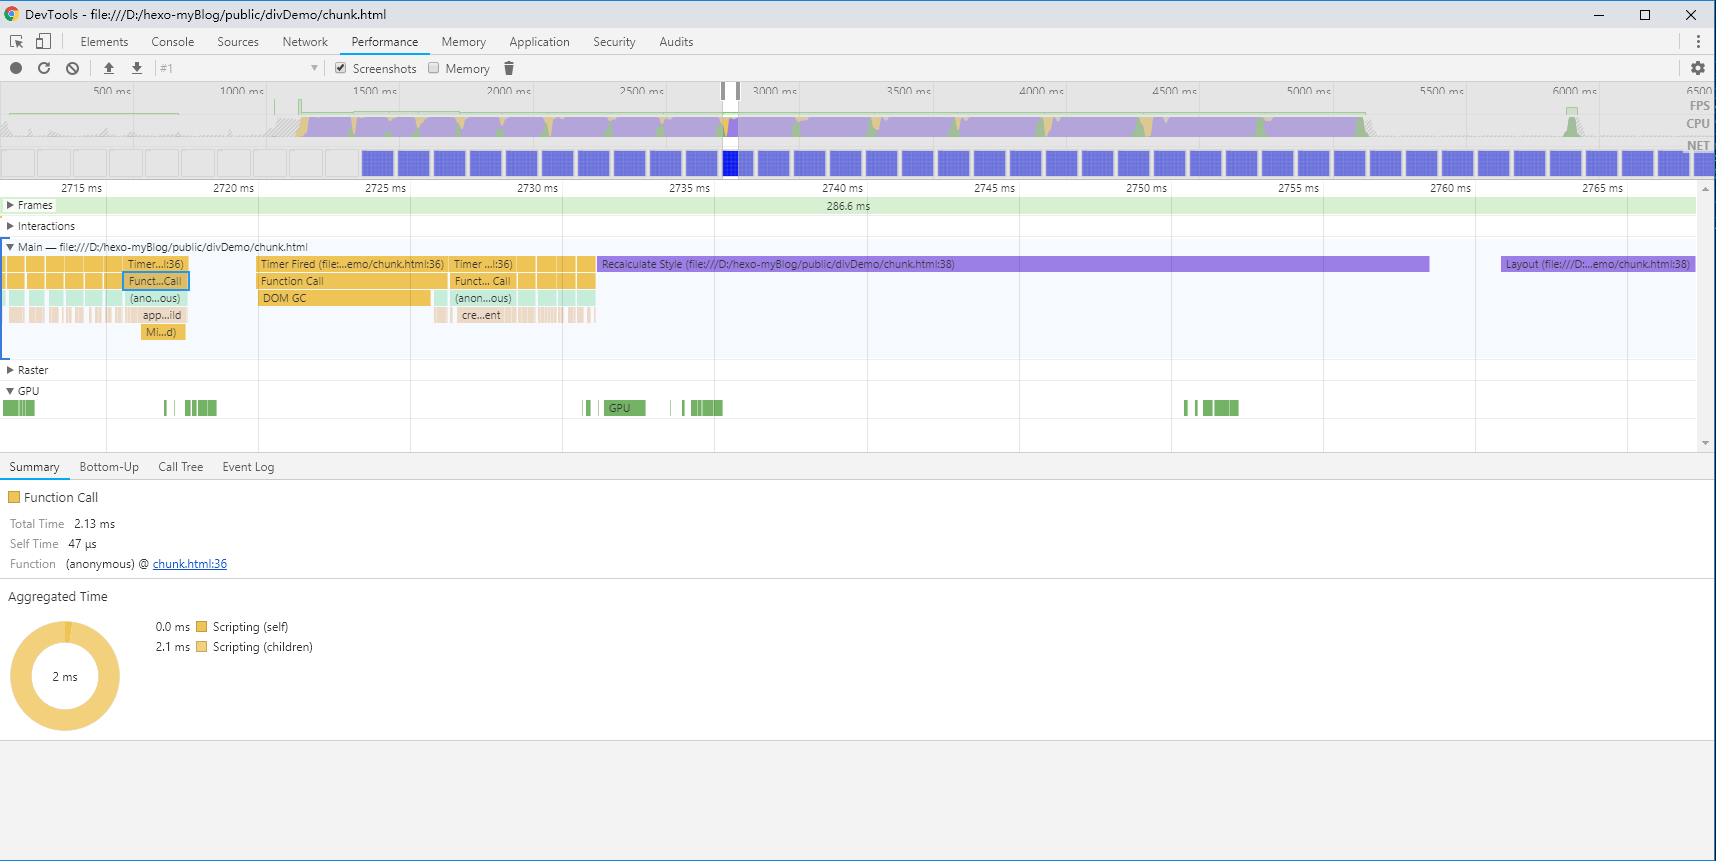 DevTools - file:///D:/hexo-myBlog/public/divDemo/chunk.html
Elements Console Sources Network Performance Memory Application Security Audits
#1 Screenshots Memory
500 ms 1000 ms 1500 ms 2000 ms 2500 ms 3000 ms 3500 ms 4000 ms 4500 ms 5000 ms 5500 ms 6000 ms 6500
FPS
CPU
NET
2715 ms 2720 ms 2725 ms 2730 ms 2735 ms 2740 ms 2745 ms 2750 ms 2755 ms 2760 ms 2765 ms
Frames 286.6 ms
Interactions
Main — file:///D:/hexo-myBlog/public/divDemo/chunk.html
Timer...l:36) Timer Fired (file:...emo/chunk.html:36) Timer ...l:36) Recalculate Style (file:///D:/hexo-myBlog/public/divDemo/chunk.html:38) Layout (file:///D:...emo/chunk.html:38)
Funct...Call Function Call Funct... Call
(ano...ous) DOM GC (anon...ous)
app...ild cre...ent
Mi...d)
Raster
GPU
GPU
Summary Bottom-Up Call Tree Event Log
Function Call
Total Time 2.13 ms
Self Time 47 μs
Function (anonymous) @ chunk.html:36
Aggregated Time
0.0 ms Scripting (self)
2.1 ms Scripting (children)
2 ms